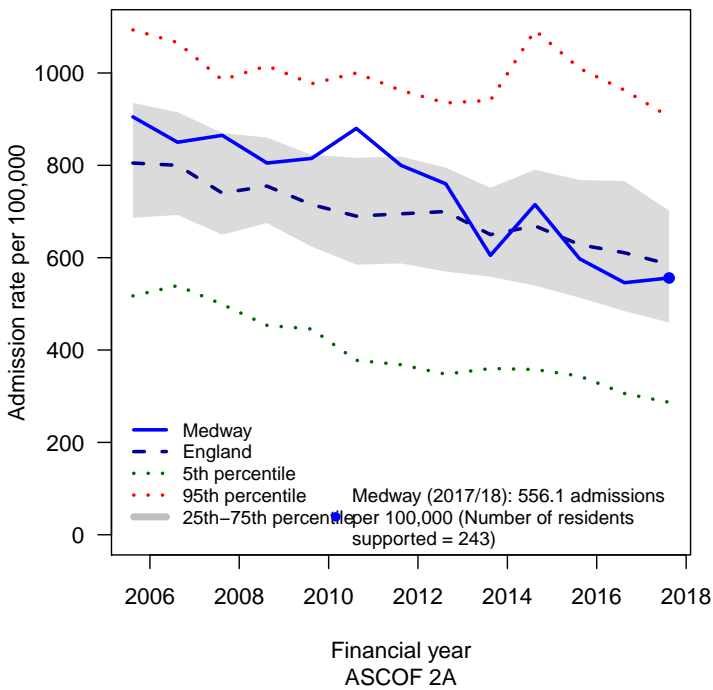 Admission rate per 100,000
1000
800
600
400
200
0
Medway
England
5th percentile
95th percentile
25th−75th percentile
Medway (2017/18): 556.1 admissions
per 100,000 (Number of residents
supported = 243)
2006 2008 2010 2012 2014 2016 2018
Financial year
ASCOF 2A